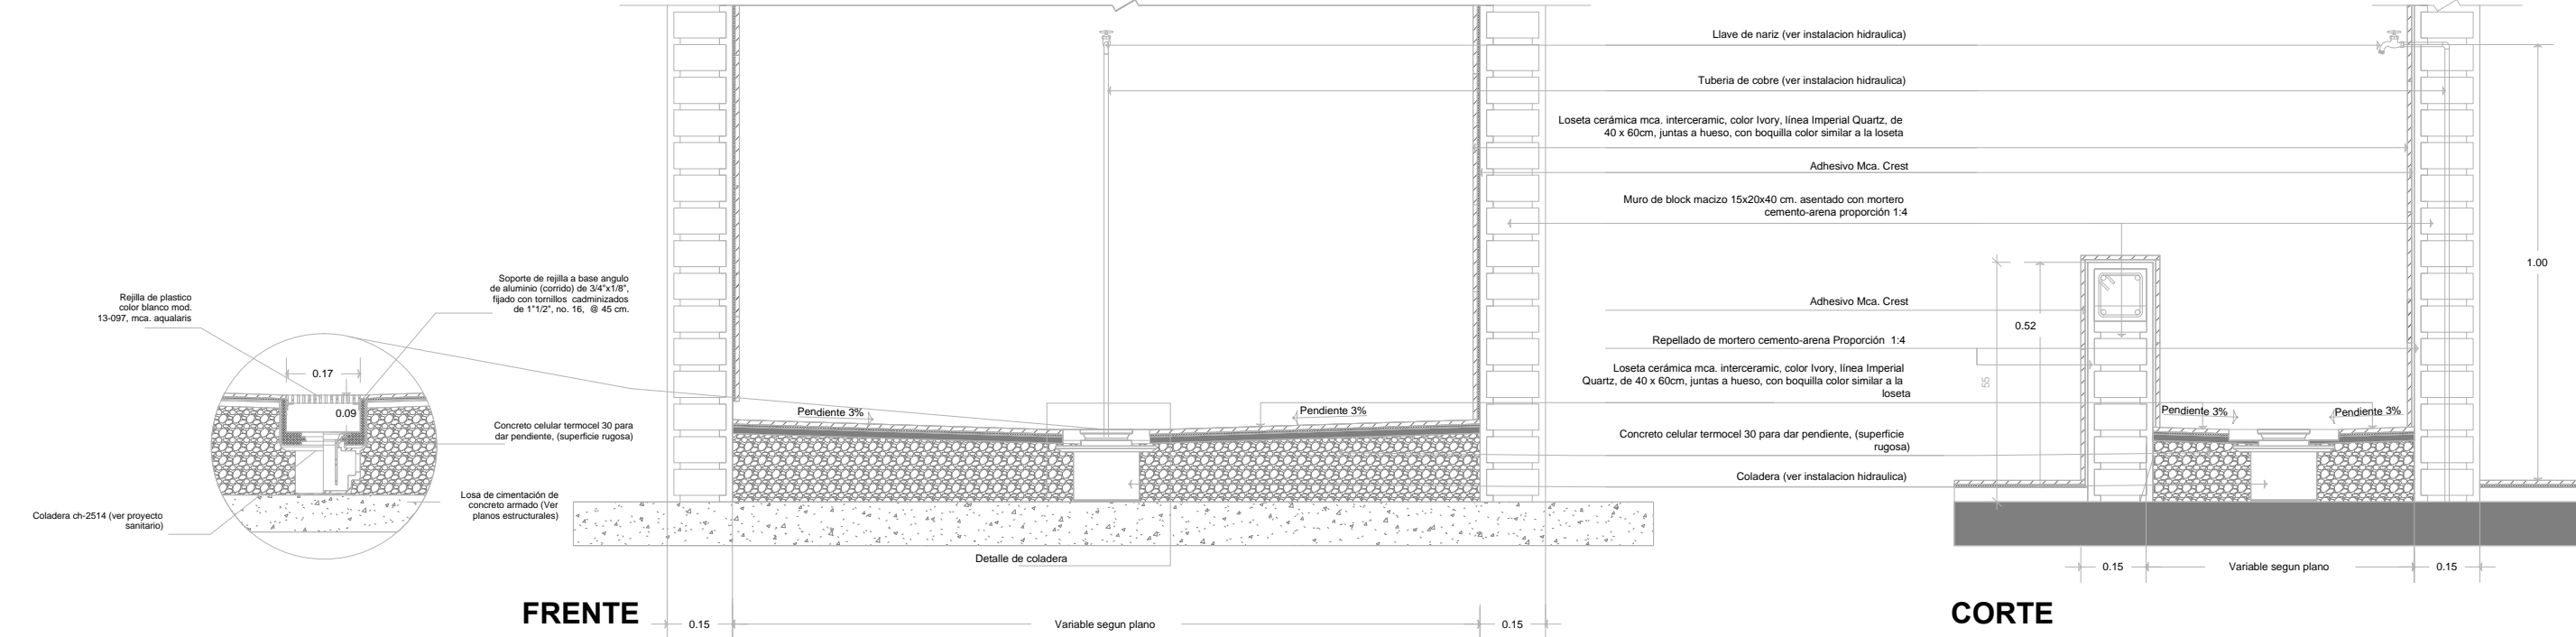 Rejilla de plastico
color blanco mod.
13-097, mca. aqualaris
Soporte de rejilla a base angulo
de aluminio (corrido) de 3/4"x1/8",
fijado con tornillos cadminizados
de 1"1/2", no. 16, @ 45 cm.
0.17
0.09
Concreto celular termocel 30 para
dar pendiente, (superficie rugosa)
Losa de cimentación de
concreto armado (Ver
planos estructurales)
Coladera ch-2514 (ver proyecto
sanitario)
Pendiente 3%
Pendiente 3%
Detalle de coladera
FRENTE
0.15
Variable segun plano
0.15
Llave de nariz (ver instalacion hidraulica)
Tuberia de cobre (ver instalacion hidraulica)
Loseta cerámica mca. interceramic, color Ivory, línea Imperial Quartz, de
40 x 60cm, juntas a hueso, con boquilla color similar a la loseta
Adhesivo Mca. Crest
Muro de block macizo 15x20x40 cm. asentado con mortero
cemento-arena proporción 1:4
Adhesivo Mca. Crest
Repellado de mortero cemento-arena Proporción 1:4
Loseta cerámica mca. interceramic, color Ivory, línea Imperial
Quartz, de 40 x 60cm, juntas a hueso, con boquilla color similar a la
loseta
Concreto celular termocel 30 para dar pendiente, (superficie
rugosa)
Coladera (ver instalacion hidraulica)
55
0.52
1.00
Pendiente 3%
Pendiente 3%
0.15
Variable segun plano
0.15
CORTE